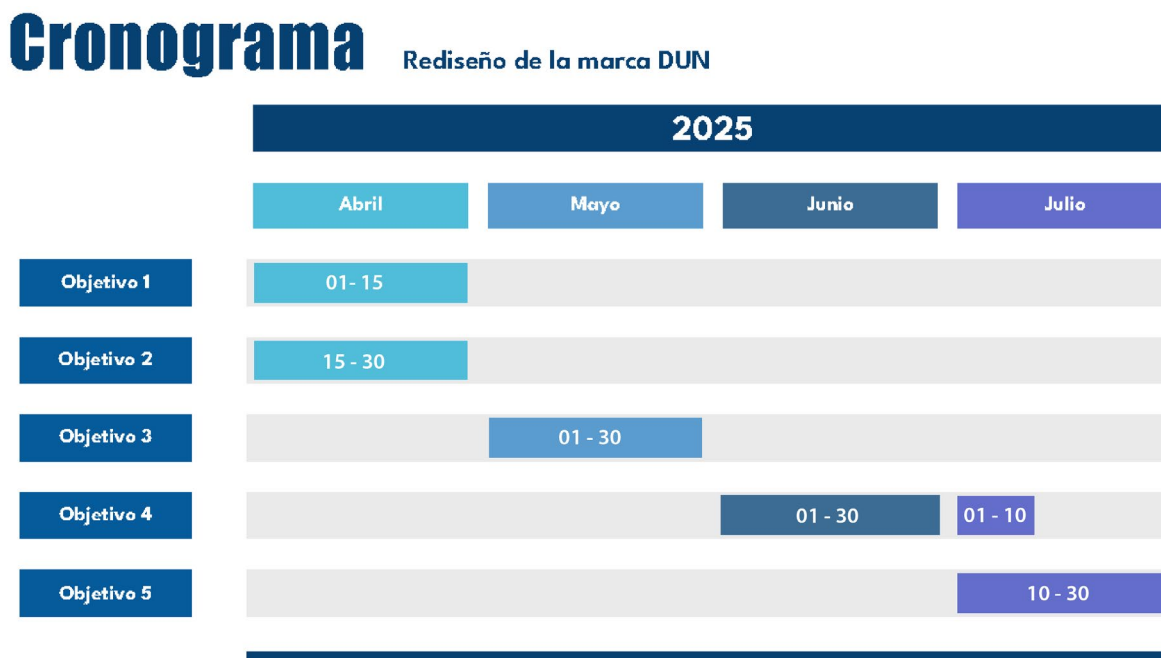 Cronograma
Rediseño de la marca DUN
2025
Abril Mayo Junio Julio
Objetivo 1 01- 15
Objetivo 2 15 - 30
Objetivo 3 01 - 30
Objetivo 4 01 - 30 01 - 10
Objetivo 5 10 - 30